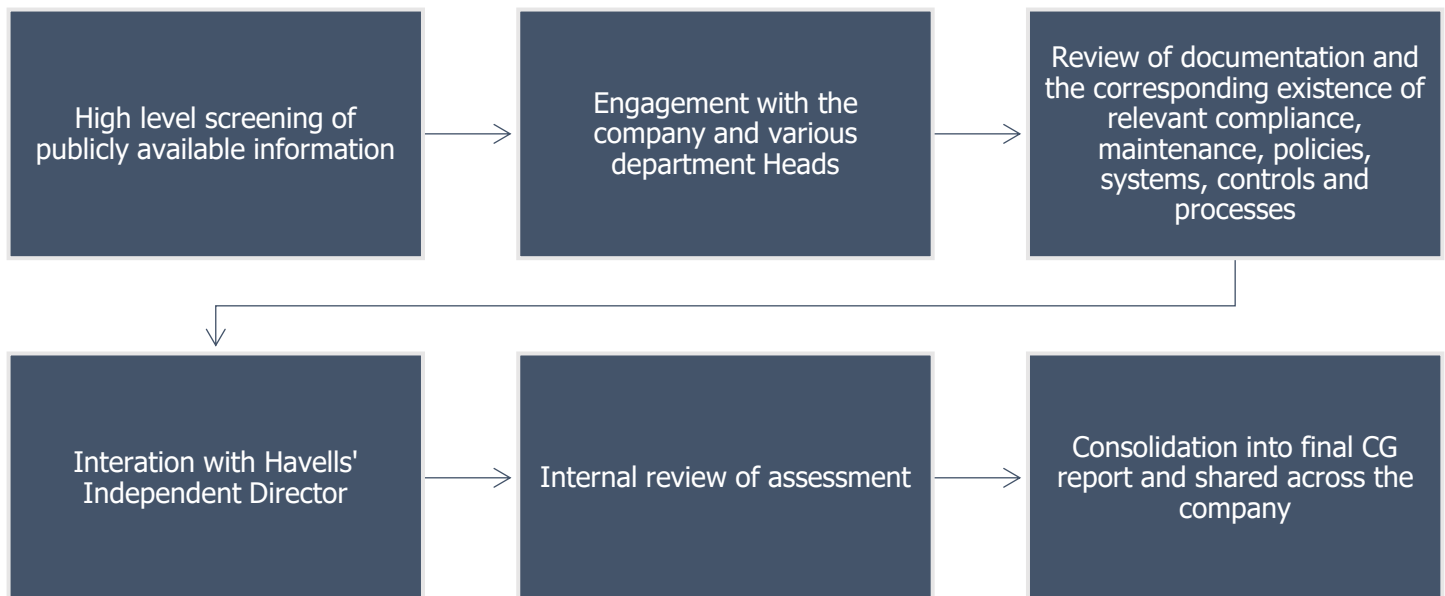 High level screening of
publicly available information
Engagement with the
company and various
department Heads
Review of documentation and
the corresponding existence of
relevant compliance,
maintenance, policies,
systems, controls and
processes
Interation with Havells'
Independent Director
Internal review of assessment
Consolidation into final CG
report and shared across the
company